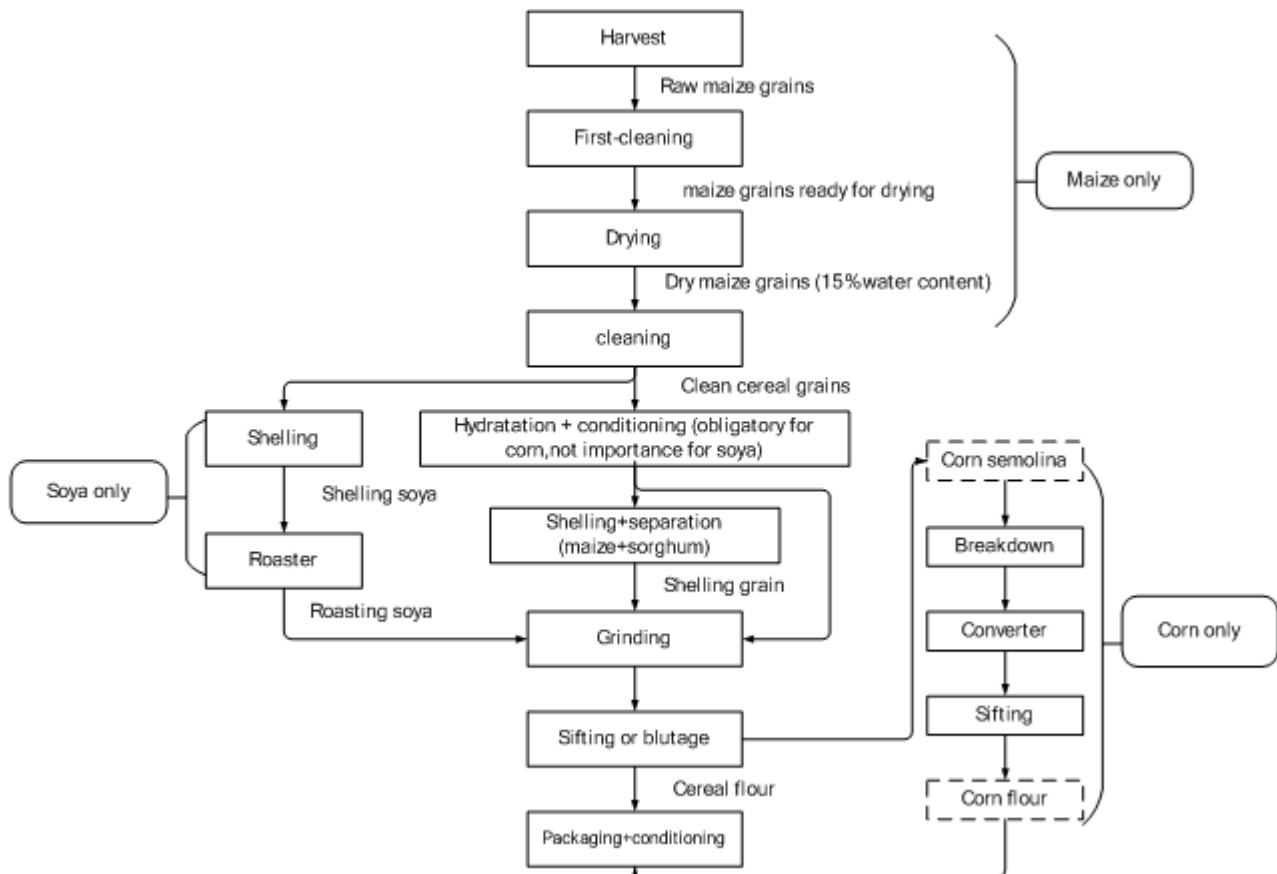 Harvest
Raw maize grains
First-cleaning
Maize only
maize grains ready for drying
Drying
Dry maize grains (15%water content)
cleaning
Clean cereal grains
Shelling
Hydratation + conditioning (obligatory for
corn,not importance for soya)
Corn semolina
Soya only
Shelling soya
Shelling+separation
(maize+sorghum)
Breakdown
Roaster
Shelling grain
Roasting soya
Grinding
Converter
Corn only
Sifting
Sifting or blutage
Cereal flour
Corn flour
Packaging+conditioning